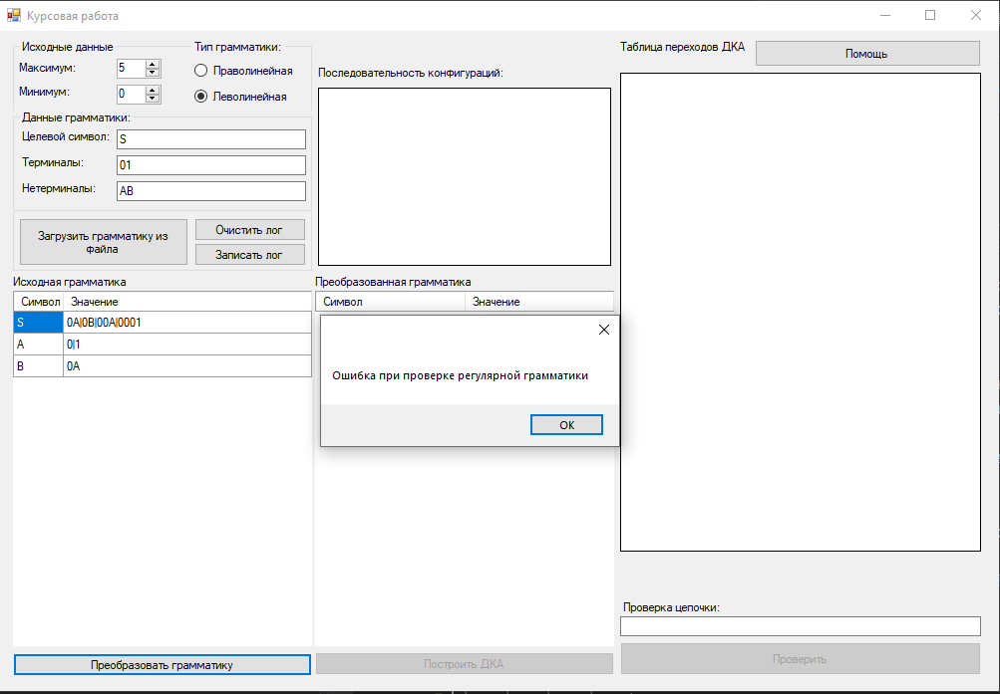 Курсовая работа
Исходные данные
Тип грамматики:
Максимум:
5
Праволинейная
Минимум:
0
Леволинейная
Данные грамматики:
Целевой символ:
S
Терминалы:
01
Нетерминалы:
AB
Загрузить грамматику из
файла
Очистить лог
Записать лог
Последовательность конфигураций:
Таблица переходов ДКА
Помощь
Исходная грамматика
Символ
Значение
S
0A|0B|00A|0001
A
0|1
B
0A
Преобразованная грамматика
Символ
Значение
Ошибка при проверке регулярной грамматики
ОК
Проверка цепочки:
Преобразовать грамматику
Построить ДКА
Проверить